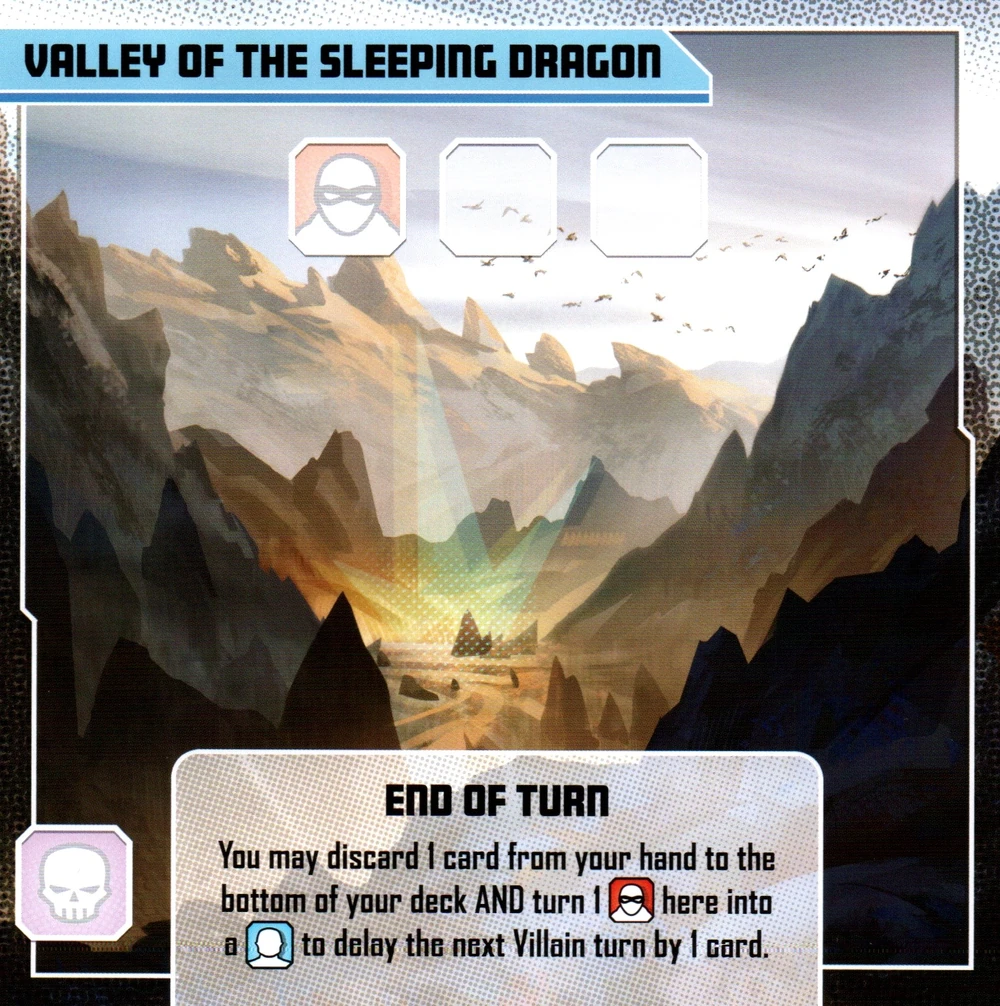 VALLEY OF THE SLEEPING DRAGON
END OF TURN
You may discard 1 card from your hand to the
bottom of your deck AND turn 1 here into
a to delay the next Villain turn by 1 card.